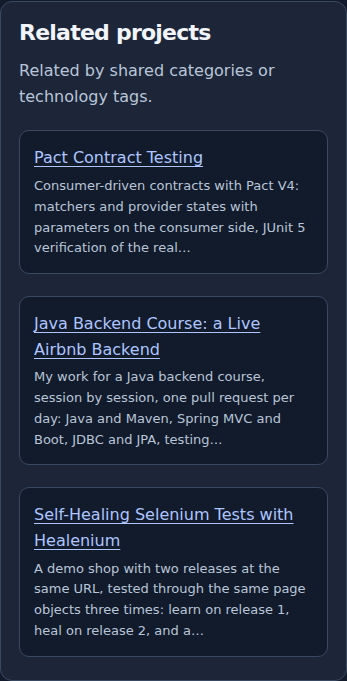 Related projects
Related by shared categories or
technology tags.
Pact Contract Testing
Consumer-driven contracts with Pact V4:
matchers and provider states with
parameters on the consumer side, JUnit 5
verification of the real…
Java Backend Course: a Live
Airbnb Backend
My work for a Java backend course,
session by session, one pull request per
day: Java and Maven, Spring MVC and
Boot, JDBC and JPA, testing…
Self-Healing Selenium Tests with
Healenium
A demo shop with two releases at the
same URL, tested through the same page
objects three times: learn on release 1,
heal on release 2, and a…